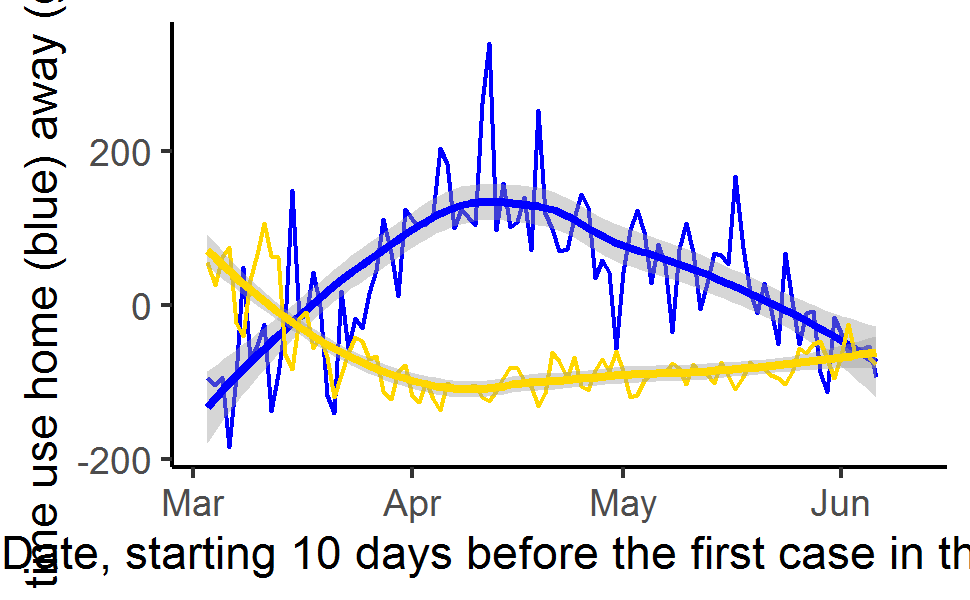 time use home (blue) away (g
200
0
-200
Mar Apr May Jun
Date, starting 10 days before the first case in th